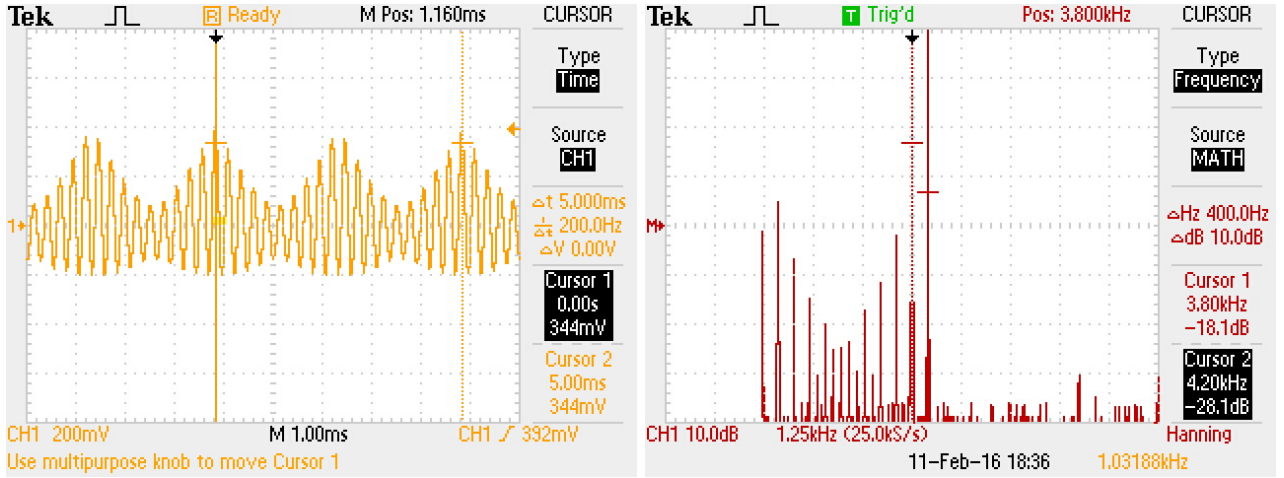 Tek R Ready M Pos: 1.160ms CURSOR
Type
Time
Source
CH1
△t 5.000ms
1/△t 200.0Hz
△V 0.00V
1
Cursor 1
0.00s
344mV
Cursor 2
5.00ms
344mV
CH1 200mV M 1.00ms CH1 392mV
Use multipurpose knob to move Cursor 1
Tek T Trig'd Pos: 3.800kHz CURSOR
Type
Frequency
Source
MATH
△Hz 400.0Hz
△dB 10.0dB
M
Cursor 1
3.80kHz
−18.1dB
Cursor 2
4.20kHz
−28.1dB
CH1 10.0dB 1.25kHz (25.0kS/s) Hanning
11-Feb-16 18:36 1.03188kHz